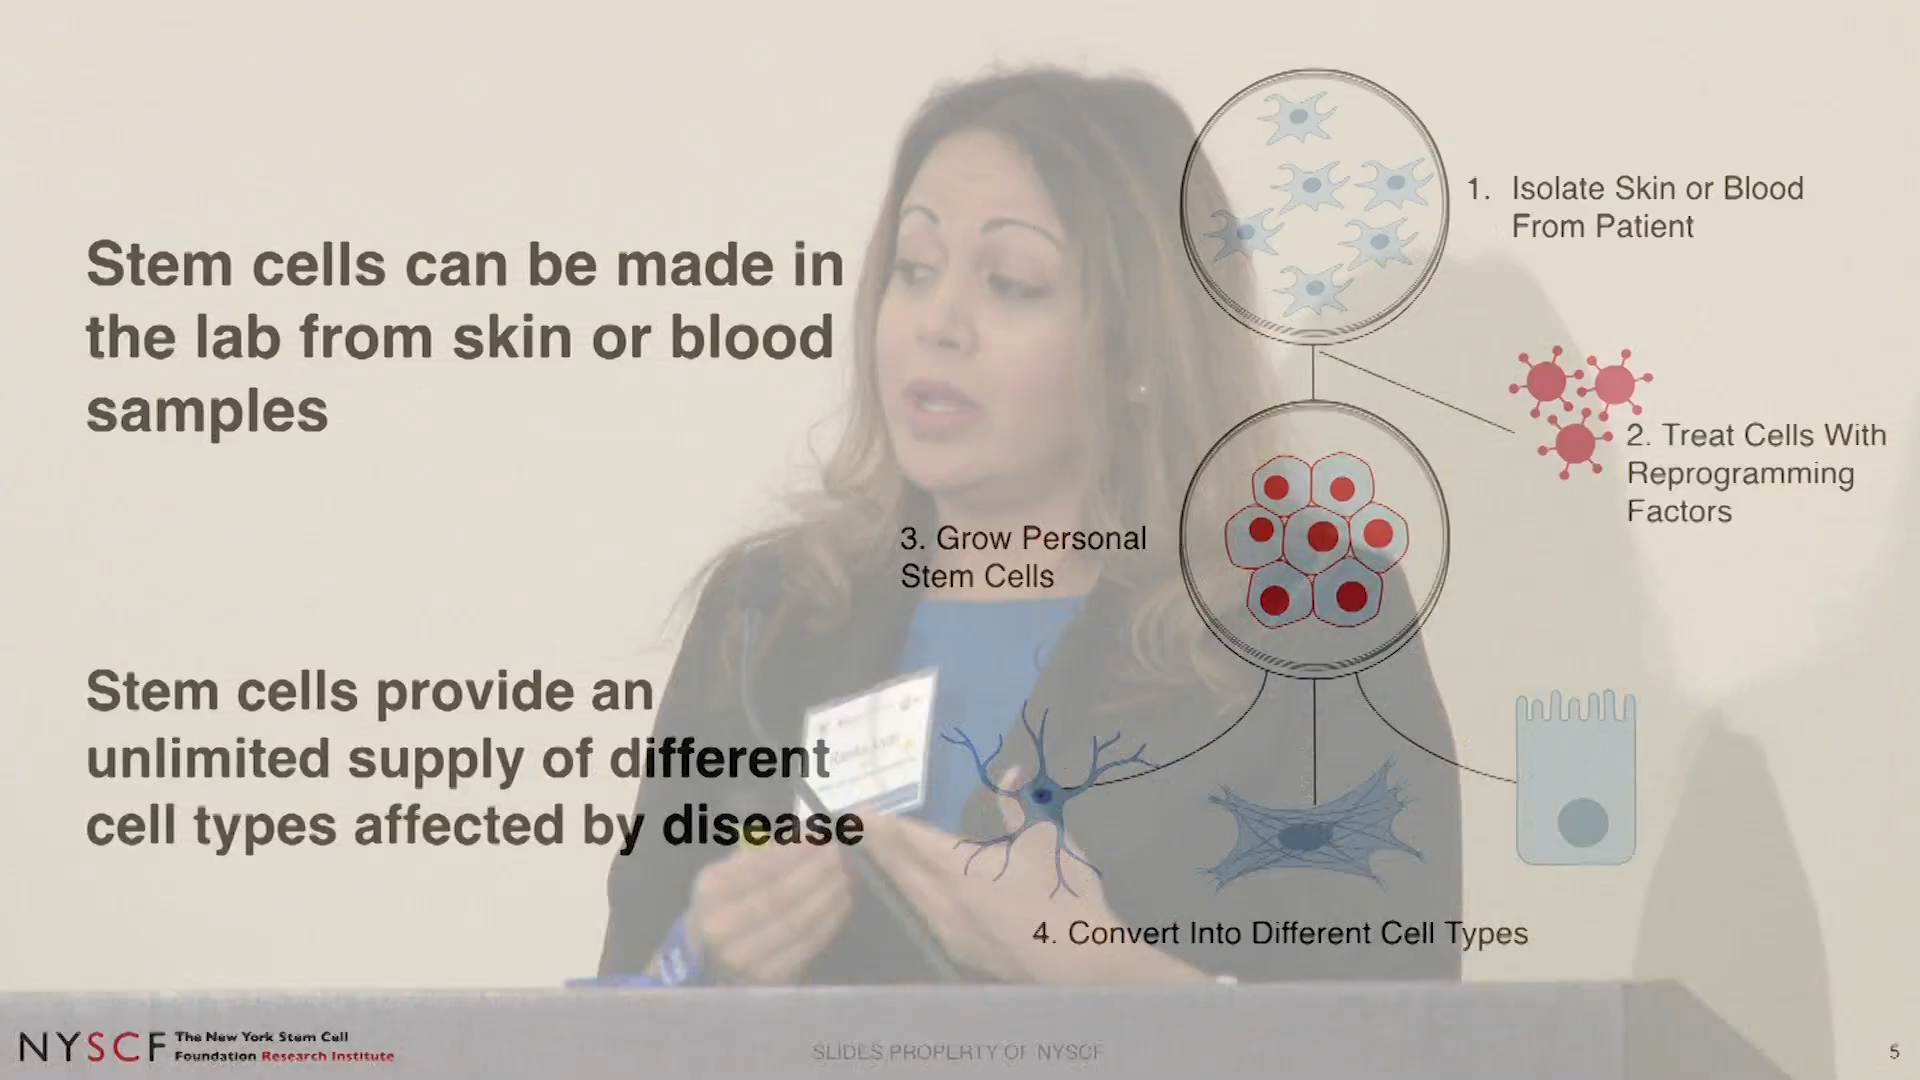 Stem cells can be made in
the lab from skin or blood
samples
Stem cells provide an
unlimited supply of different
cell types affected by disease
1. Isolate Skin or Blood
From Patient
2. Treat Cells With
Reprogramming
Factors
3. Grow Personal
Stem Cells
4. Convert Into Different Cell Types
NYSCF The New York Stem Cell
Foundation Research Institute
SLIDES PROPERTY OF NYSCF
5